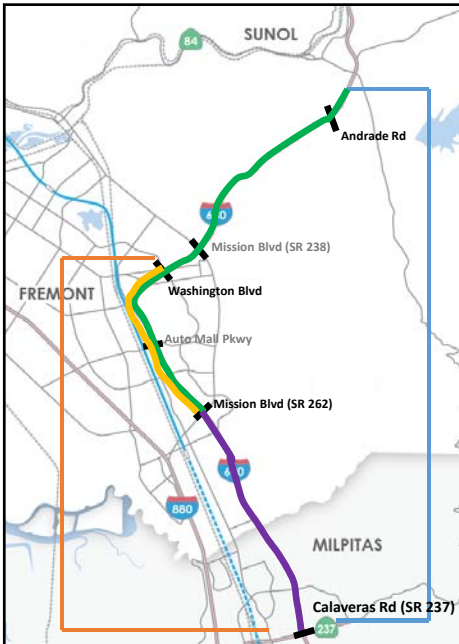 SUNOL
84
Andrade Rd
680
Mission Blvd (SR 238)
Washington Blvd
FREMONT
Auto Mall Pkwy
Mission Blvd (SR 262)
680
880
MILPITAS
Calaveras Rd (SR 237)
237